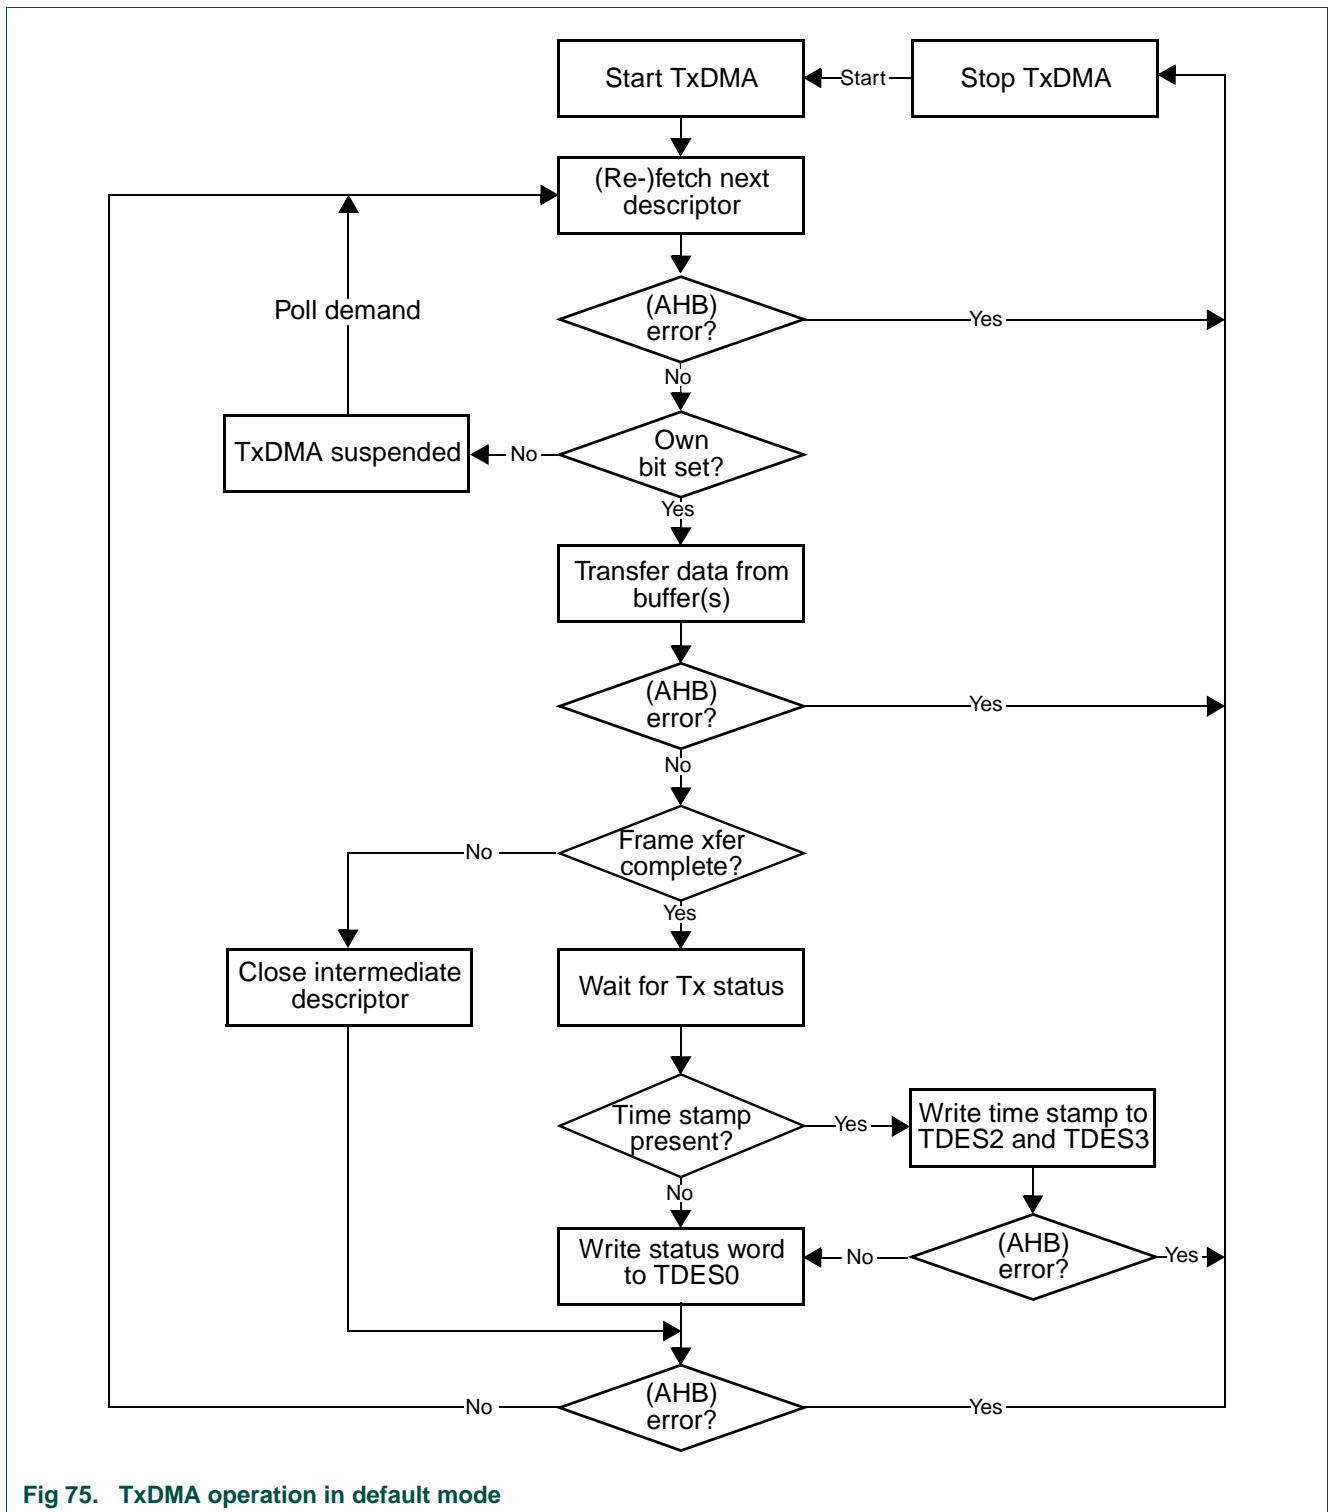 Start TxDMA
Start
Stop TxDMA
(Re-)fetch next
descriptor
Poll demand
(AHB)
error?
Yes
No
TxDMA suspended
No
Own
bit set?
Yes
Transfer data from
buffer(s)
(AHB)
error?
Yes
No
Frame xfer
complete?
No
Yes
Close intermediate
descriptor
Wait for Tx status
Time stamp
present?
Yes
Write time stamp to
TDES2 and TDES3
No
Write status word
to TDES0
No
(AHB)
error?
Yes
No
(AHB)
error?
Yes
Fig 75. TxDMA operation in default mode